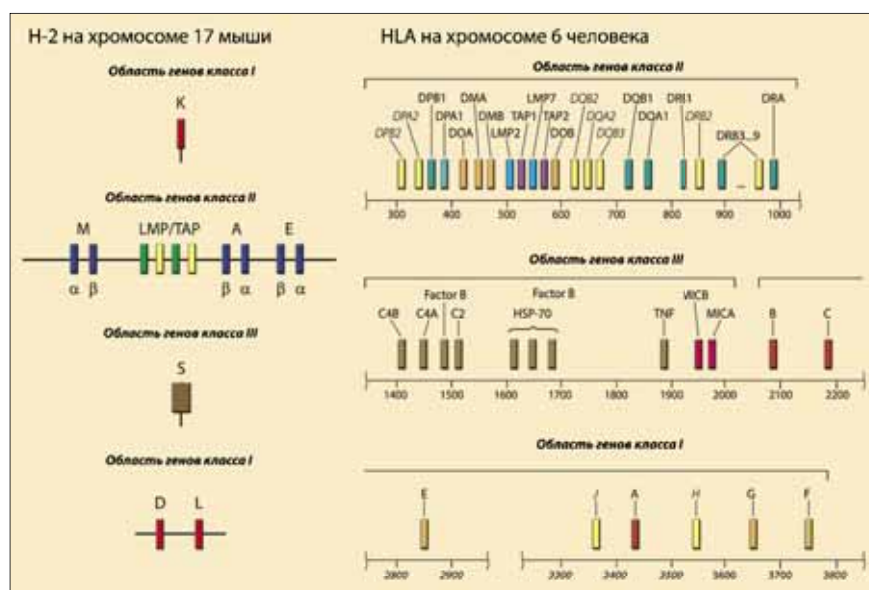 H-2 на хромосоме 17 мыши
Область генов класса I
K
Область генов класса II
M LMP/TAP A E
α β β α β α
Область генов класса III
S
Область генов класса I
D L
HLA на хромосоме 6 человека
Область генов класса II
DPB1 DMA LMP7 DQB2 DQB1 DRB1 DRA
DPA2 DPA1 DMB TAP1 TAP2 DQA2 DQA1 DRB2
DPB2 DOA LMP2 DOB DQB3 DRB3...9
300 400 500 600 700 800 900 1000
Область генов класса III
Factor B Factor B MICB
C4B C4A C2 HSP-70 TNF MICA B C
1400 1500 1600 1700 1800 1900 2000 2100 2200
Область генов класса I
E J A H G F
2800 2900 3300 3400 3500 3600 3700 3800